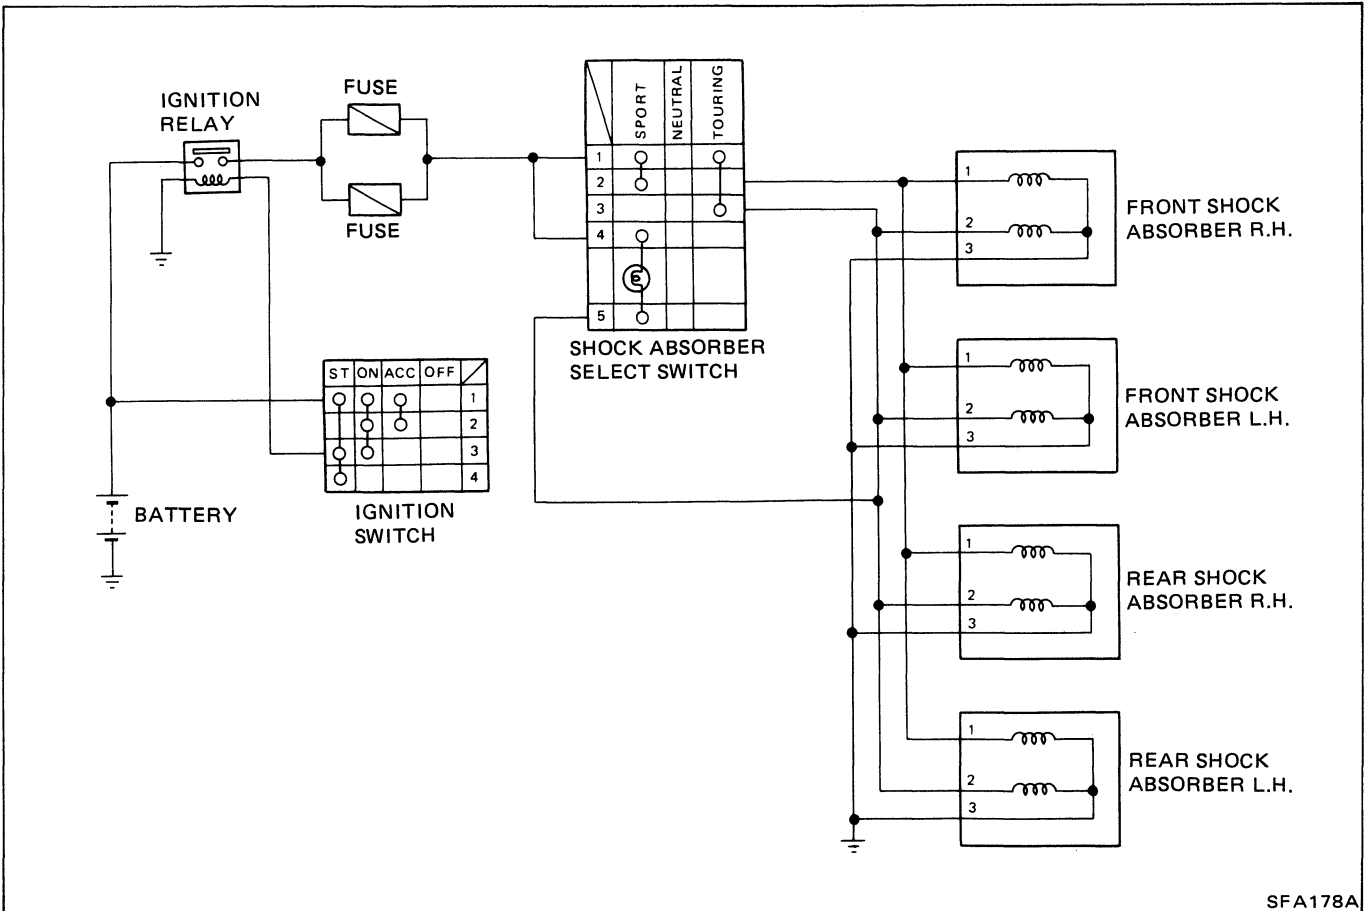 FUSE
IGNITION
RELAY
FUSE
SPORT
NEUTRAL
TOURING
1
2
3
4
5
SHOCK ABSORBER
SELECT SWITCH
ST ON ACC OFF
1
2
3
4
IGNITION
SWITCH
BATTERY
1
2
3
FRONT SHOCK
ABSORBER R.H.
1
2
3
FRONT SHOCK
ABSORBER L.H.
1
2
3
REAR SHOCK
ABSORBER R.H.
1
2
3
REAR SHOCK
ABSORBER L.H.
SFA178A